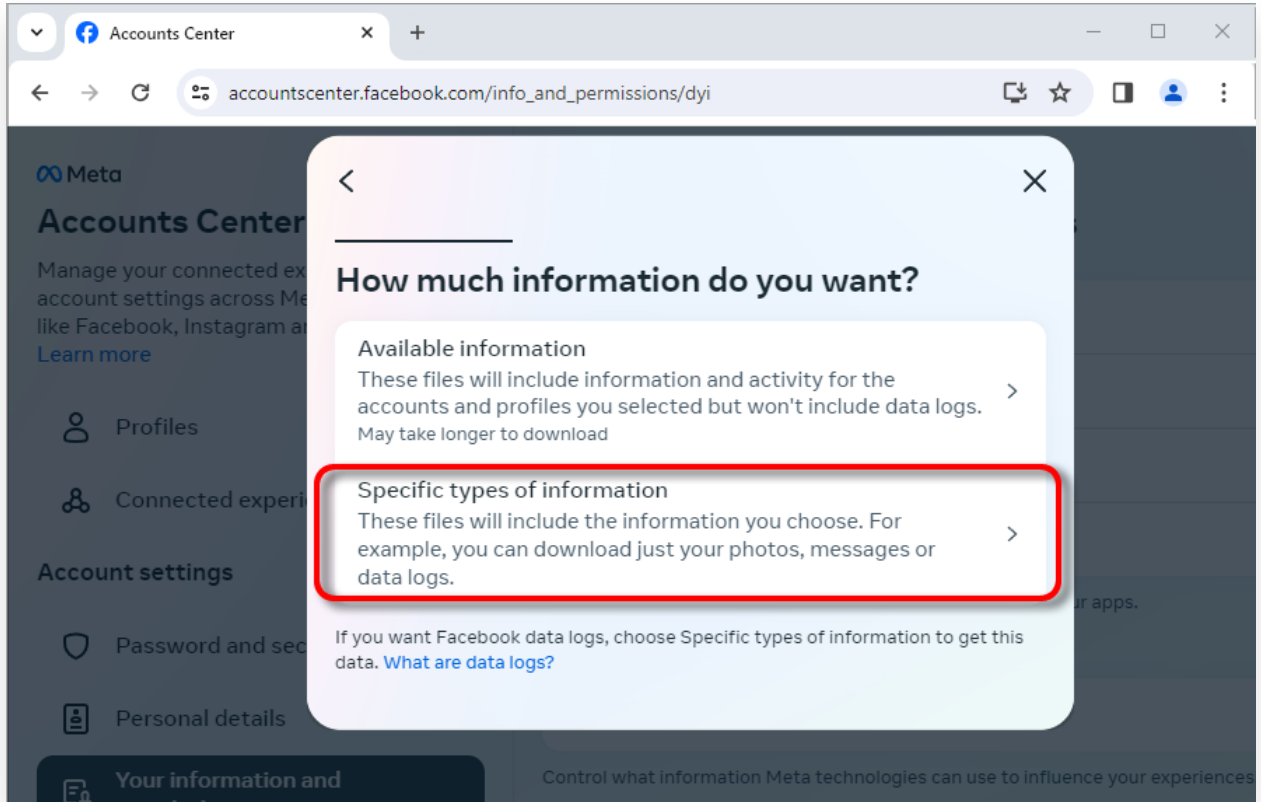 Accounts Center
accountscenter.facebook.com/info_and_permissions/dyi
Meta
Accounts Center
Manage your connected ex
account settings across Me
like Facebook, Instagram an
Learn more
Profiles
Connected experi
Account settings
Password and sec
Personal details
Your information and
How much information do you want?
Available information
These files will include information and activity for the
accounts and profiles you selected but won't include data logs.
May take longer to download
Specific types of information
These files will include the information you choose. For
example, you can download just your photos, messages or
data logs.
If you want Facebook data logs, choose Specific types of information to get this
data. What are data logs?
ur apps.
Control what information Meta technologies can use to influence your experiences